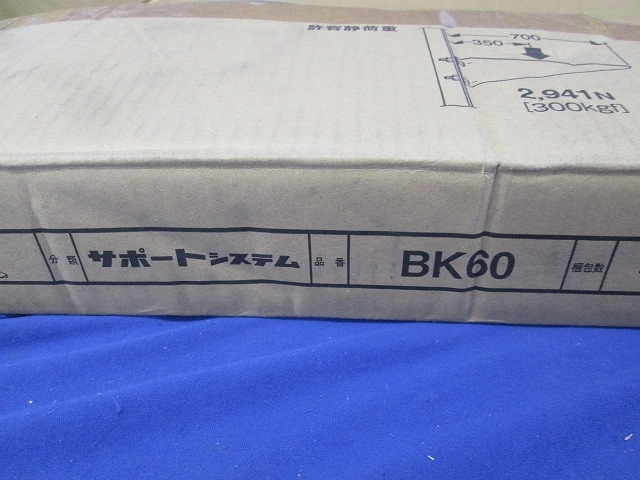 許容静荷重
700
350
2,941N
[300kgf]
分類 サポートシステム 品番 BK60 梱包数